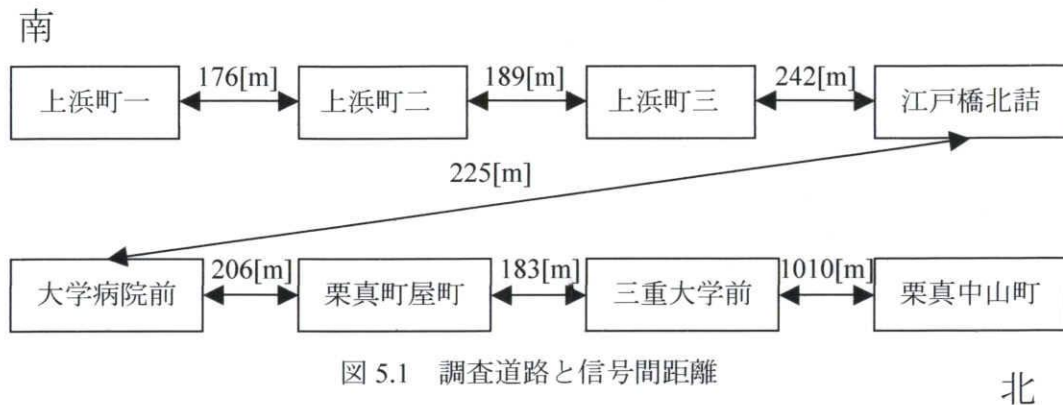 南
176[m] 189[m] 242[m]
上浜町一 上浜町二 上浜町三 江戸橋北詰
225[m]
206[m] 183[m] 1010[m]
大学病院前 栗真町屋町 三重大学前 栗真中山町
図 5.1 調査道路と信号間距離
北